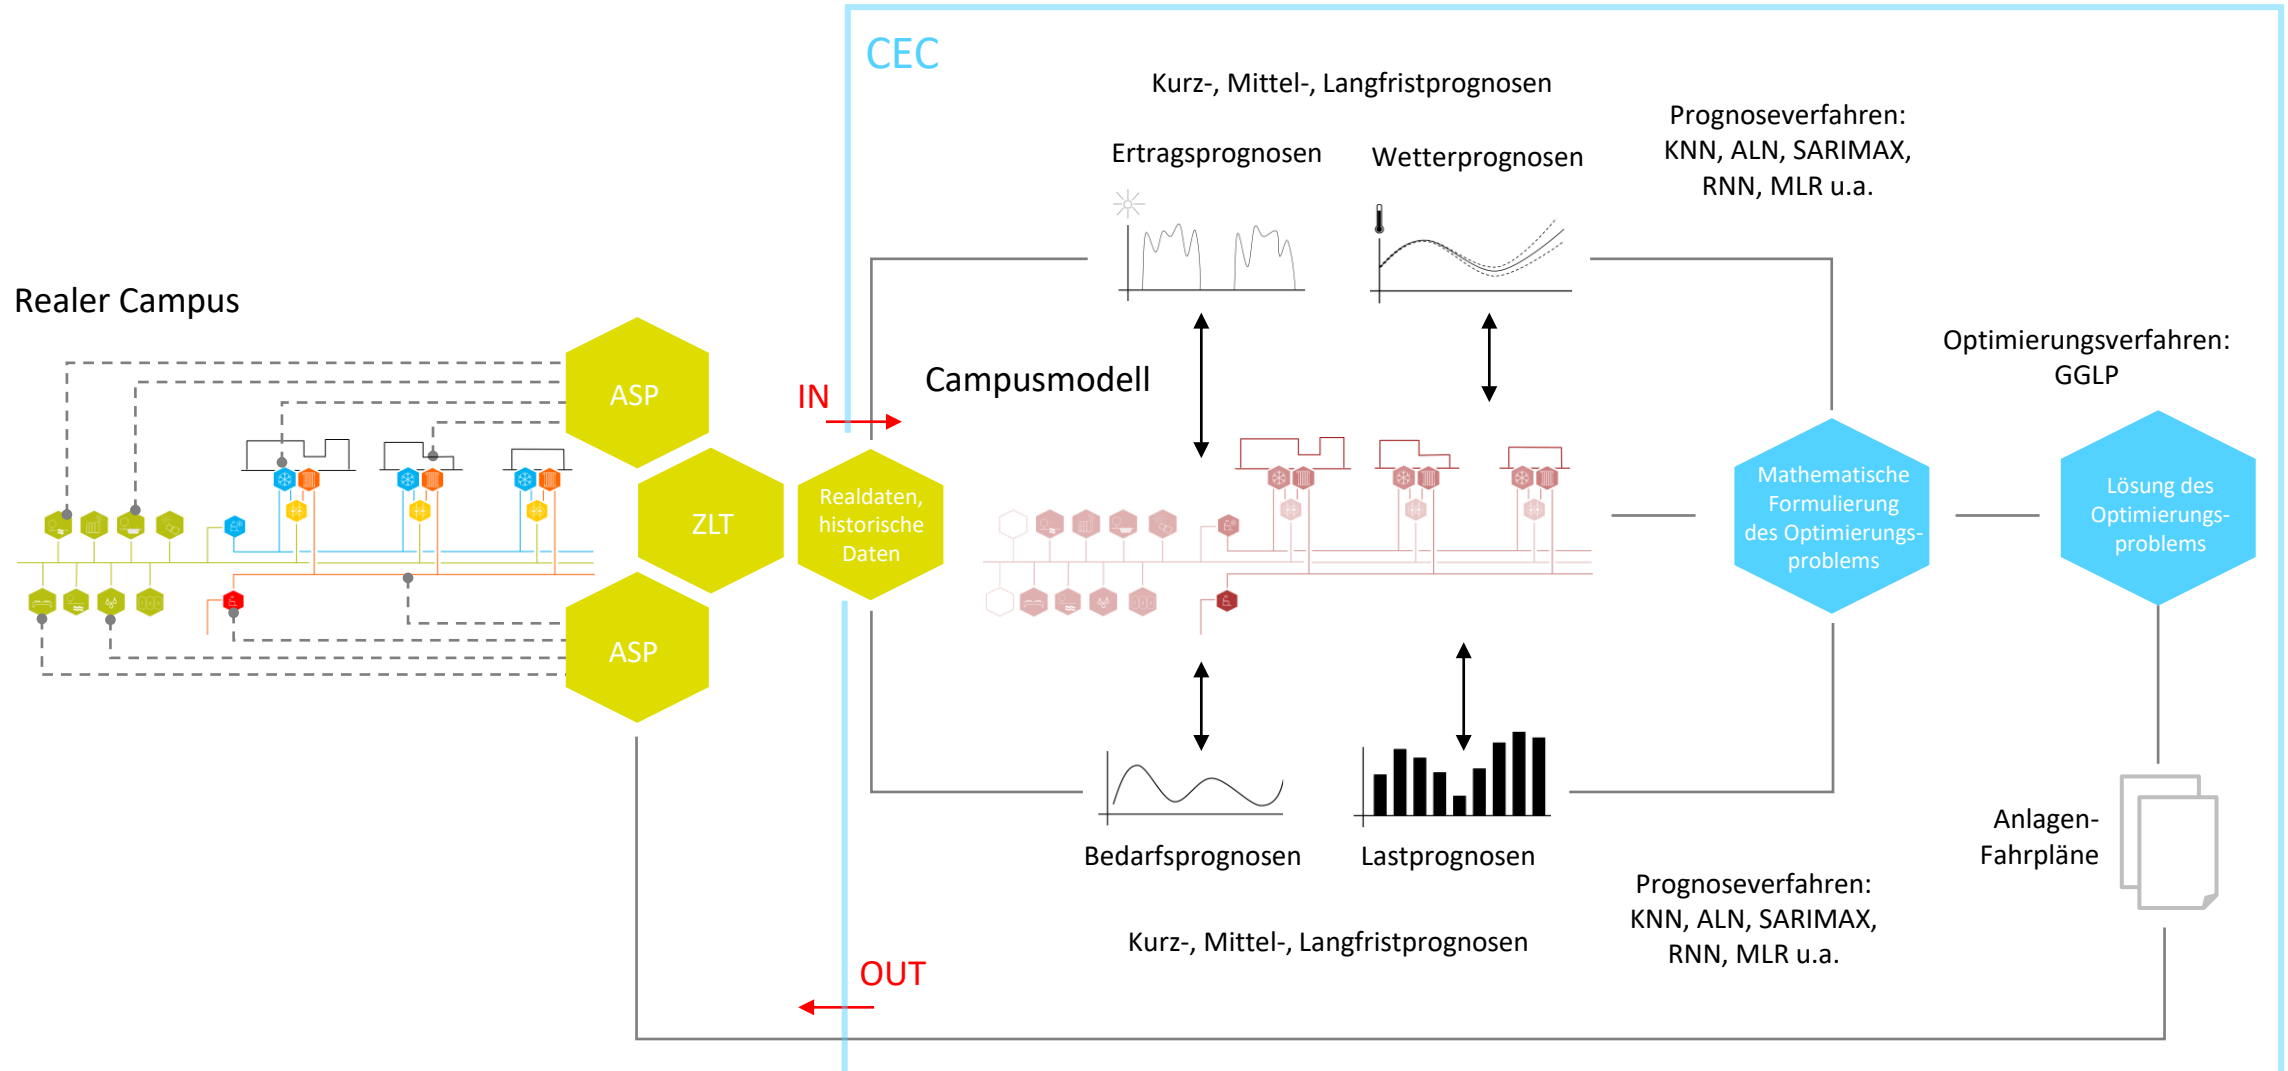 CEC
Kurz-, Mittel-, Langfristprognosen
Prognoseverfahren:
KNN, ALN, SARIMAX,
RNN, MLR u.a.
Ertragsprognosen
Wetterprognosen
Realer Campus
ASP
IN
Campusmodell
Optimierungsverfahren:
GGLP
ZLT
Realdaten,
historische
Daten
Mathematische
Formulierung
des Optimierungs-
problems
Lösung des
Optimierungs-
problems
ASP
Bedarfsprognosen
Lastprognosen
Anlagen-
Fahrpläne
Prognoseverfahren:
KNN, ALN, SARIMAX,
RNN, MLR u.a.
Kurz-, Mittel-, Langfristprognosen
OUT